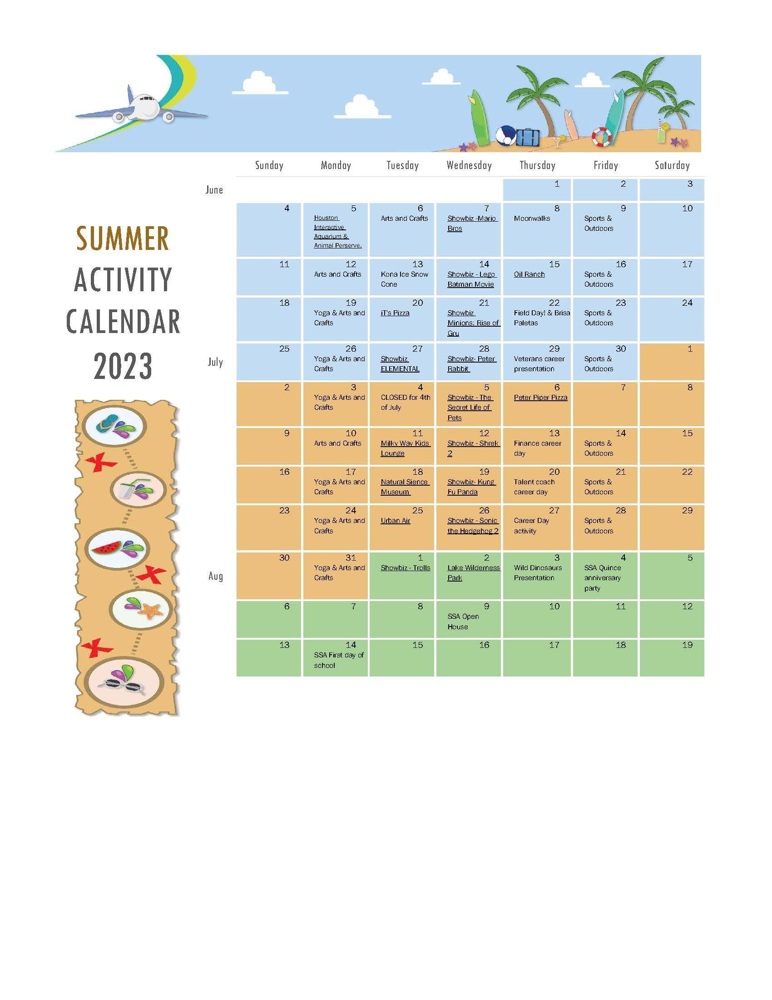 Sunday Monday Tuesday Wednesday Thursday Friday Saturday
June
1 2 3
SUMMER
ACTIVITY
CALENDAR
2023
4 5 6 7 8 9 10
Houston
Interactive
Aquarium &
Animal Perserve.
Arts and Crafts
Showbiz -Mario
Bros
Moonwalks
Sports &
Outdoors
11 12 13 14 15 16 17
Arts and Crafts
Kona Ice Snow
Cone
Showbiz - Lego
Batman Movie
Oil Ranch
Sports &
Outdoors
18 19 20 21 22 23 24
Yoga & Arts and
Crafts
iT's Pizza
Showbiz
Minions: Rise of
Gru
Field Day! & Brisa
Paletas
Sports &
Outdoors
July
25 26 27 28 29 30 1
Yoga & Arts and
Crafts
Showbiz
ELEMENTAL
Showbiz- Peter
Rabbit
Veterans career
presentation
Sports &
Outdoors
2 3 4 5 6 7 8
Yoga & Arts and
Crafts
CLOSED for 4th
of July
Showbiz - The
Secret Life of
Pets
Peter Piper Pizza
9 10 11 12 13 14 15
Arts and Crafts
Milky Way Kids
Lounge
Showbiz - Shrek
2
Finance career
day
Sports &
Outdoors
16 17 18 19 20 21 22
Yoga & Arts and
Crafts
Natural Sience
Museum
Showbiz- Kung
Fu Panda
Talent coach
career day
Sports &
Outdoors
23 24 25 26 27 28 29
Yoga & Arts and
Crafts
Urban Air
Showbiz - Sonic
the Hedgehog 2
Career Day
activity
Sports &
Outdoors
Aug
30 31 1 2 3 4 5
Yoga & Arts and
Crafts
Showbiz - Trolls
Lake Wilderness
Park
Wild Dinosaurs
Presentation
SSA Quince
anniversary
party
6 7 8 9 10 11 12
SSA Open
House
13 14 15 16 17 18 19
SSA First day of
school